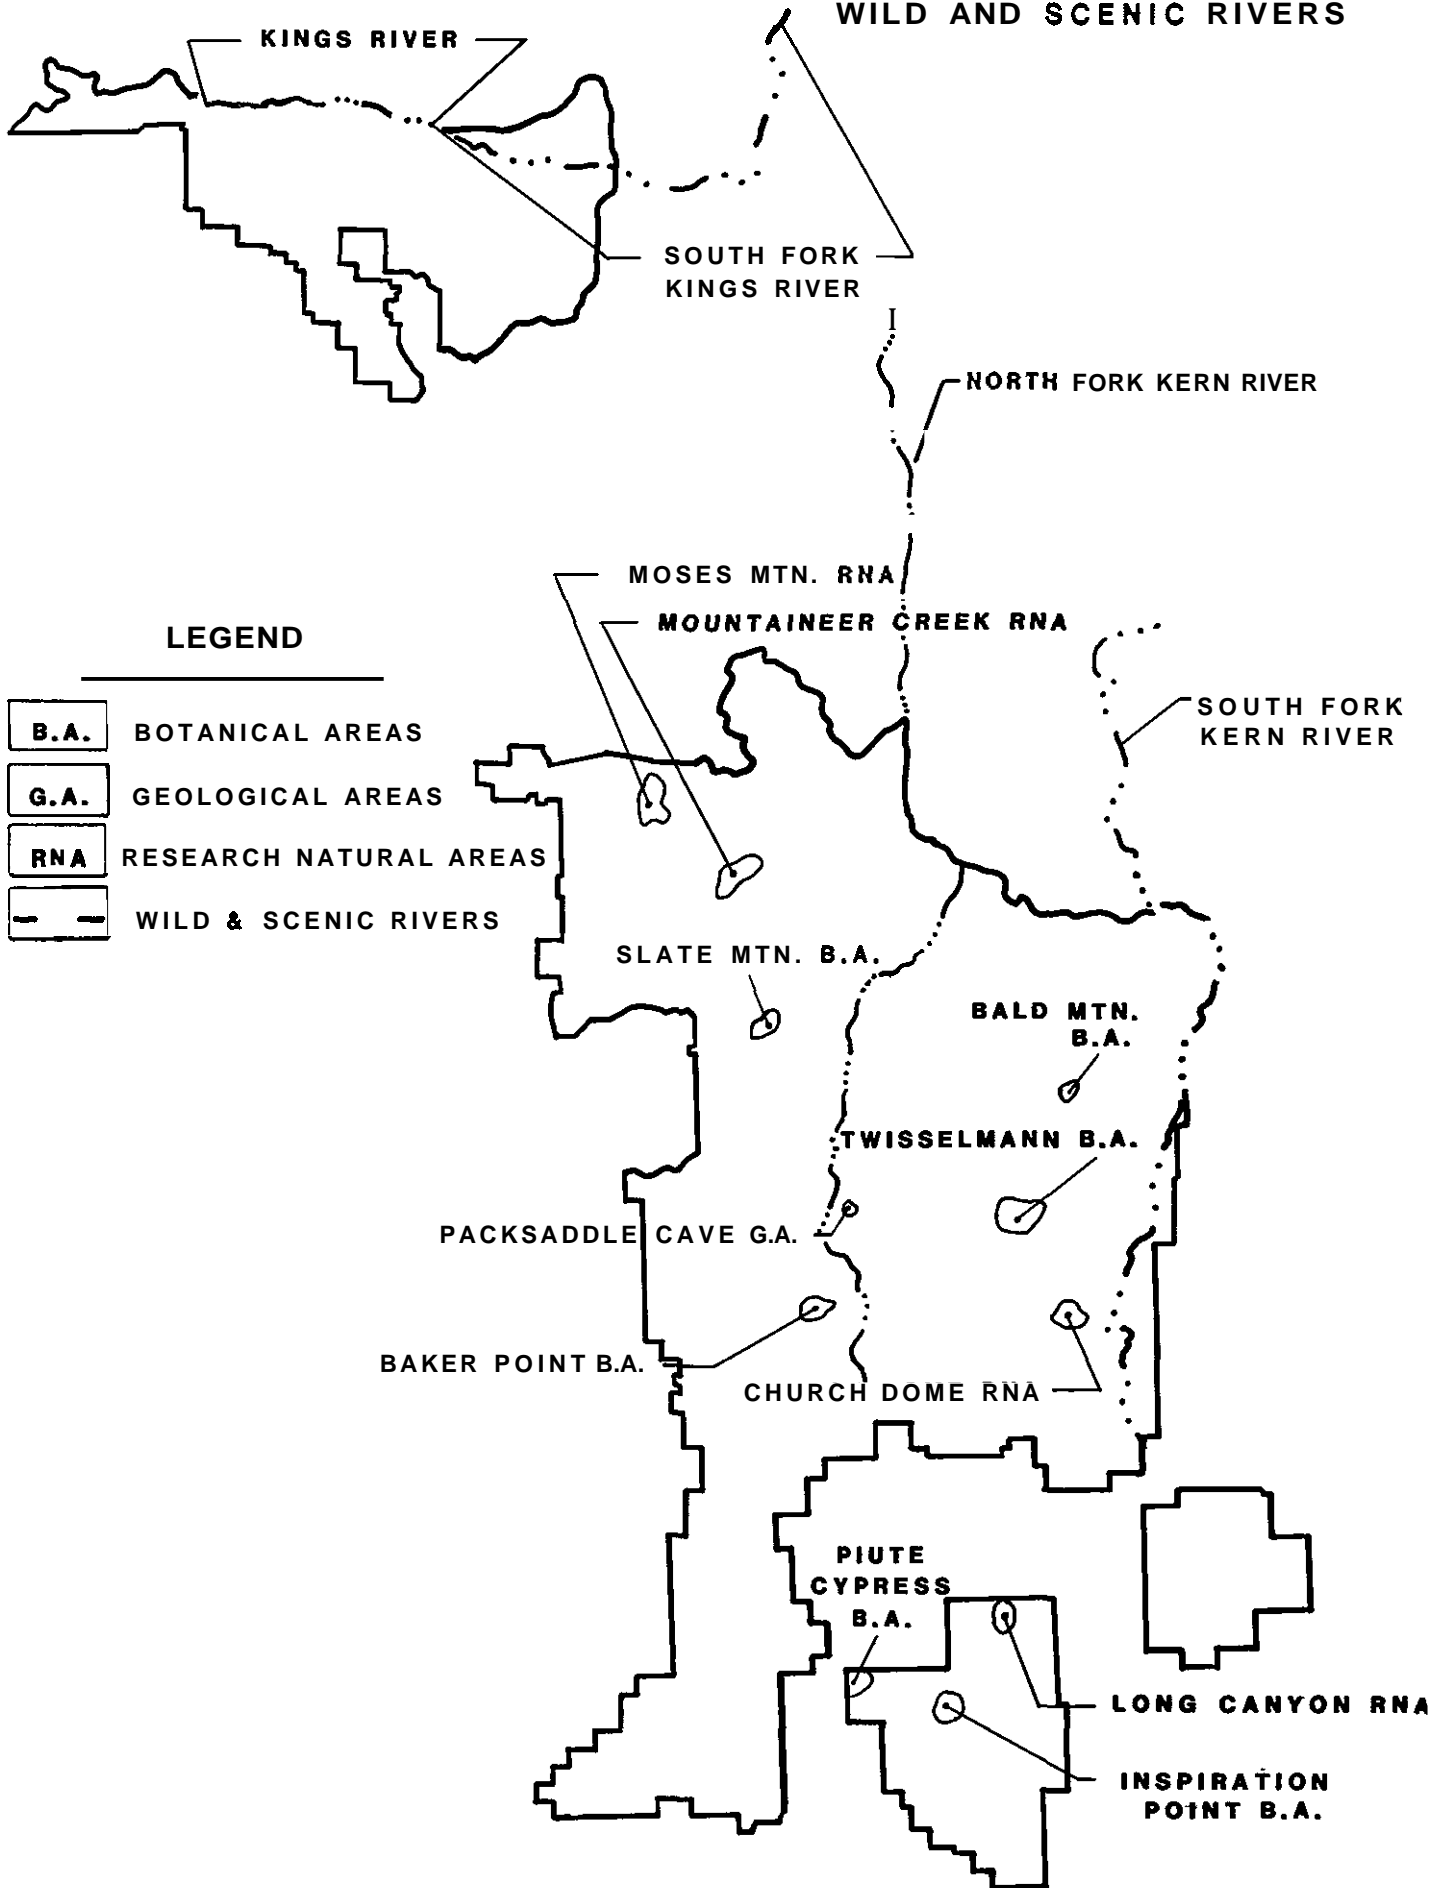 WILD AND SCENIC RIVERS
KINGS RIVER
SOUTH FORK
KINGS RIVER
NORTH FORK KERN RIVER
MOSES MTN. RNA
MOUNTAINEER CREEK RNA
LEGEND
B.A. BOTANICAL AREAS
G.A. GEOLOGICAL AREAS
RNA RESEARCH NATURAL AREAS
WILD & SCENIC RIVERS
SOUTH FORK
KERN RIVER
SLATE MTN. B.A.
BALD MTN.
B.A.
TWISSELMANN B.A.
PACKSADDLE CAVE G.A.
BAKER POINT B.A.
CHURCH DOME RNA
PIUTE
CYPRESS
B.A.
LONG CANYON RNA
INSPIRATION
POINT B.A.